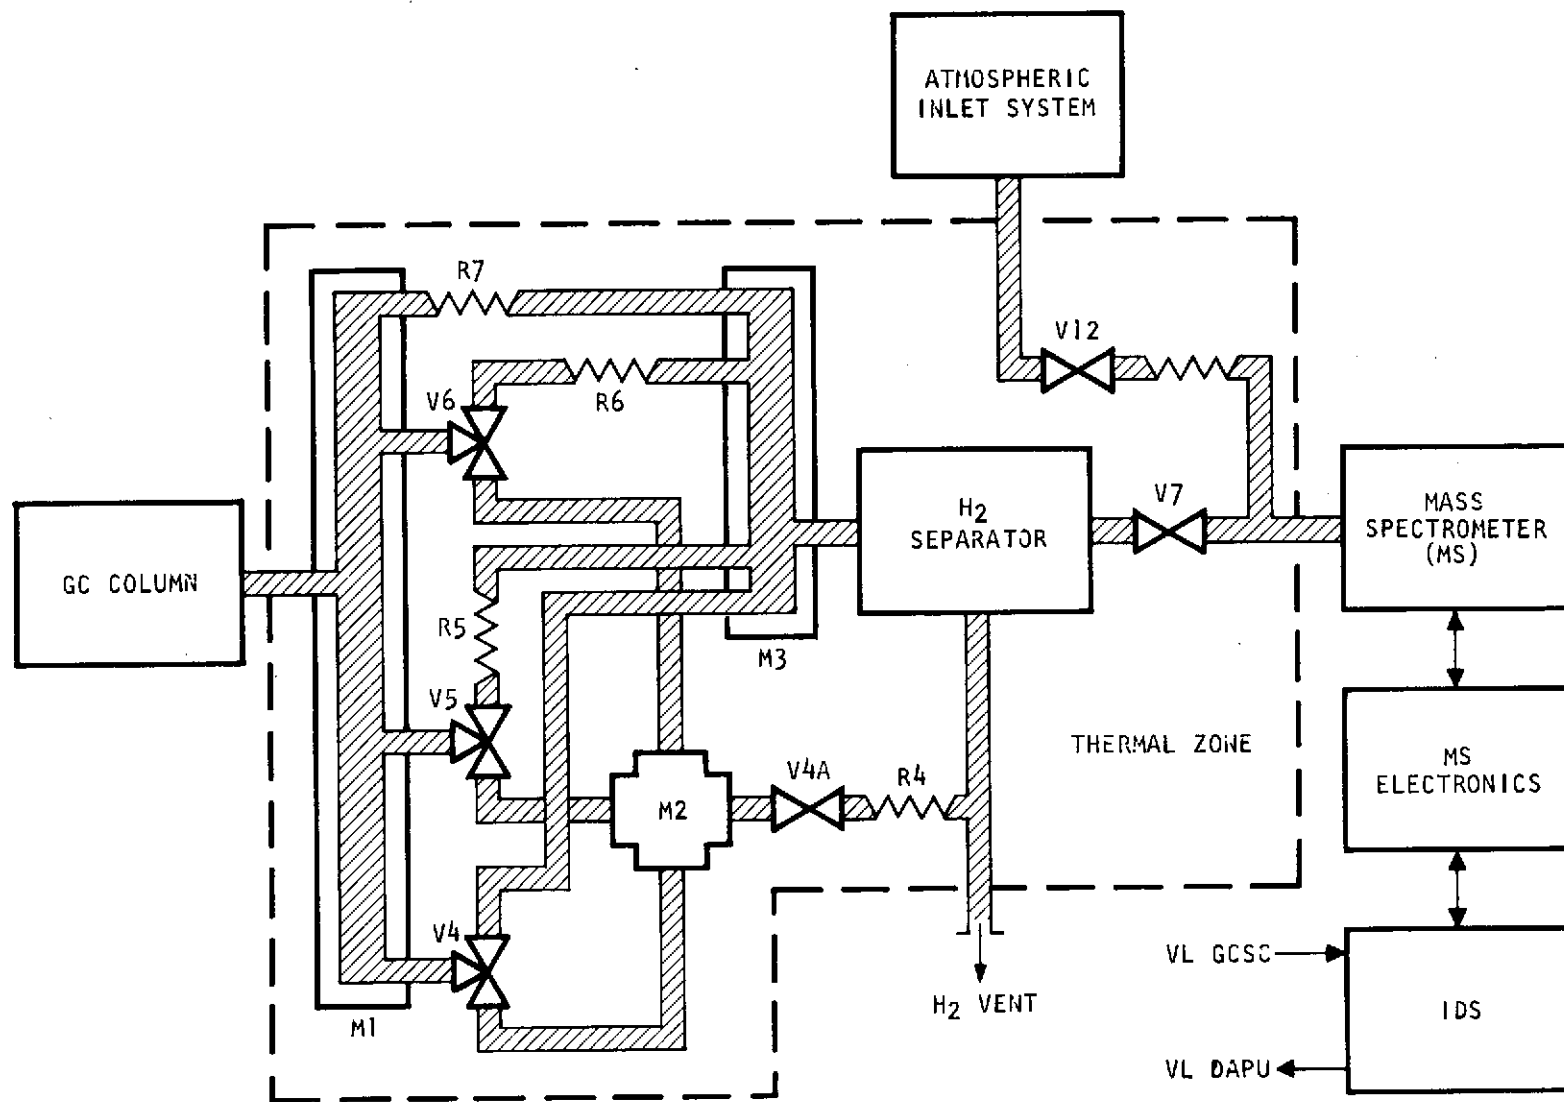 ATMOSPHERIC
INLET SYSTEM
R7
V12
R6
V6
H2
SEPARATOR
V7
MASS
SPECTROMETER
(MS)
GC COLUMN
R5
M3
V5
THERMAL ZONE
MS
ELECTRONICS
M2
V4A
R4
V4
VL GCSC
M1
H2 VENT
IDS
VL DAPU